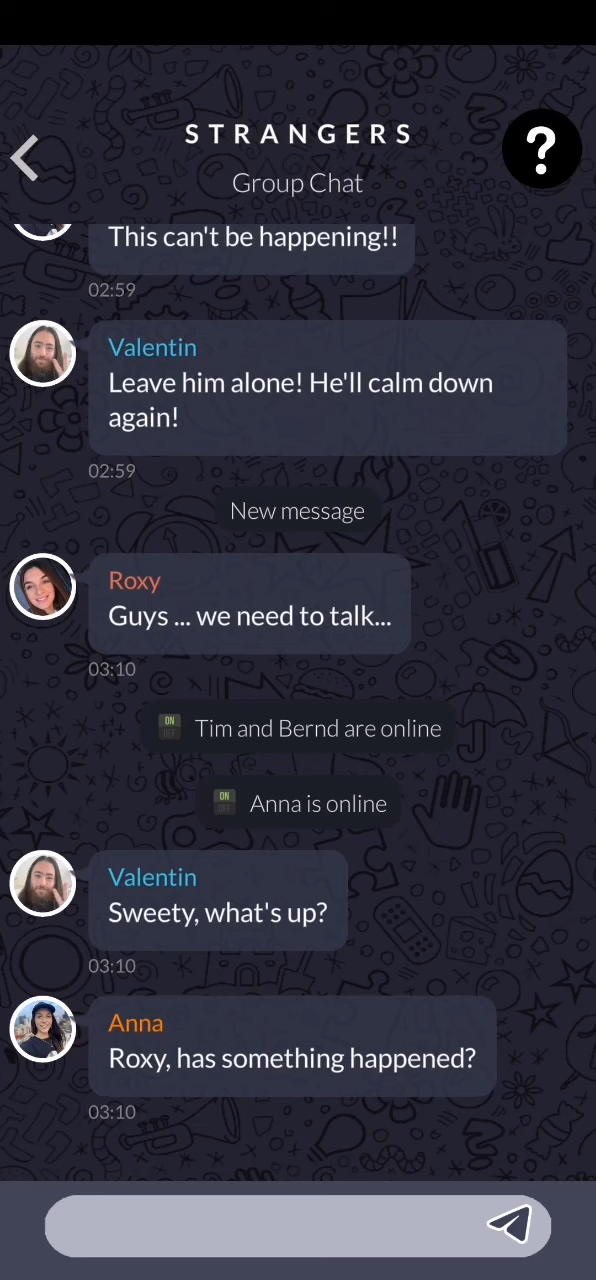 STRANGERS
?
Group Chat
This can't be happening!!
02:59
Valentin
Leave him alone! He'll calm down
again!
02:59
New message
Roxy
Guys ... we need to talk...
03:10
ON
OFF
Tim and Bernd are online
ON
OFF
Anna is online
Valentin
Sweety, what's up?
03:10
Anna
Roxy, has something happened?
03:10